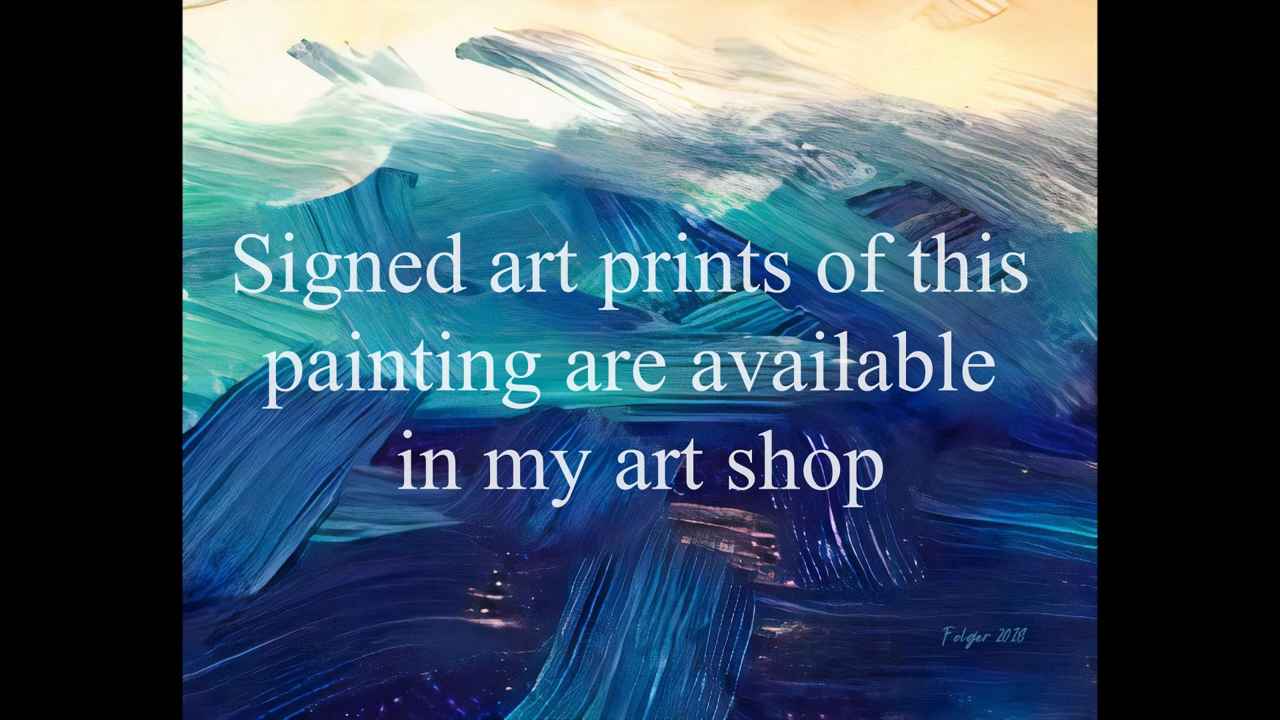 Signed art prints of this
painting are available
in my art shop
Folger 2018